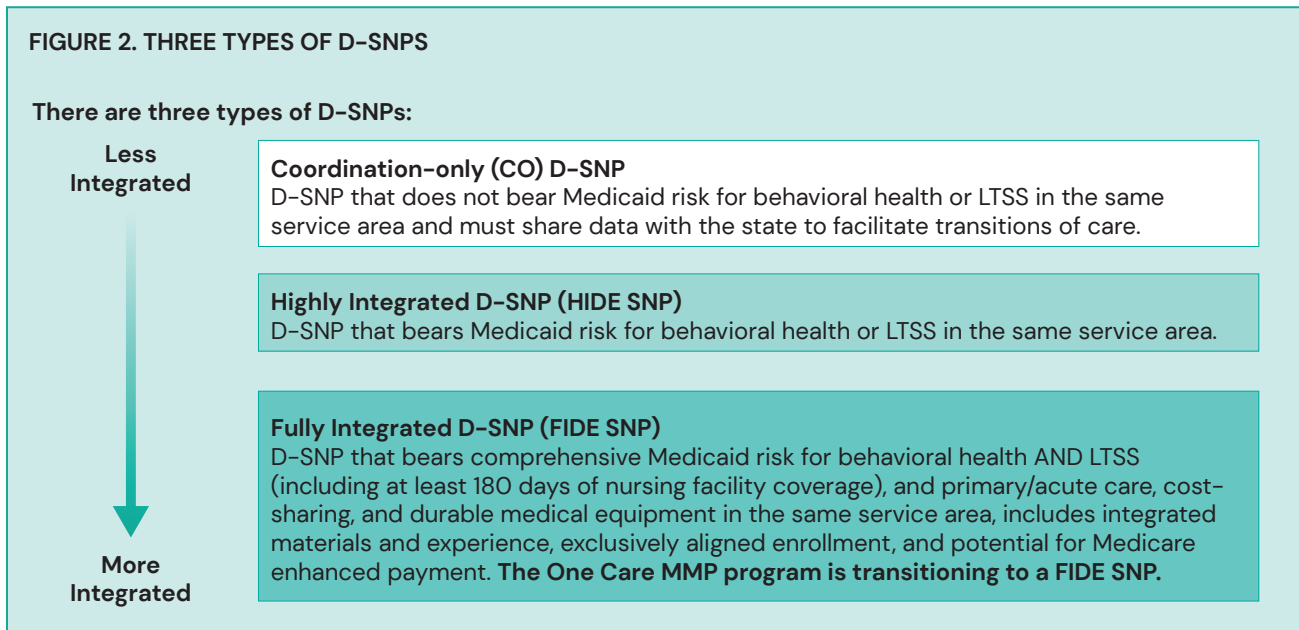 FIGURE 2. THREE TYPES OF D-SNPS
There are three types of D-SNPs:
Less
Integrated
Coordination-only (CO) D-SNP
D-SNP that does not bear Medicaid risk for behavioral health or LTSS in the same
service area and must share data with the state to facilitate transitions of care.
Highly Integrated D-SNP (HIDE SNP)
D-SNP that bears Medicaid risk for behavioral health or LTSS in the same service area.
Fully Integrated D-SNP (FIDE SNP)
D-SNP that bears comprehensive Medicaid risk for behavioral health AND LTSS
(including at least 180 days of nursing facility coverage), and primary/acute care, cost-
sharing, and durable medical equipment in the same service area, includes integrated
materials and experience, exclusively aligned enrollment, and potential for Medicare
enhanced payment. The One Care MMP program is transitioning to a FIDE SNP.
More
Integrated